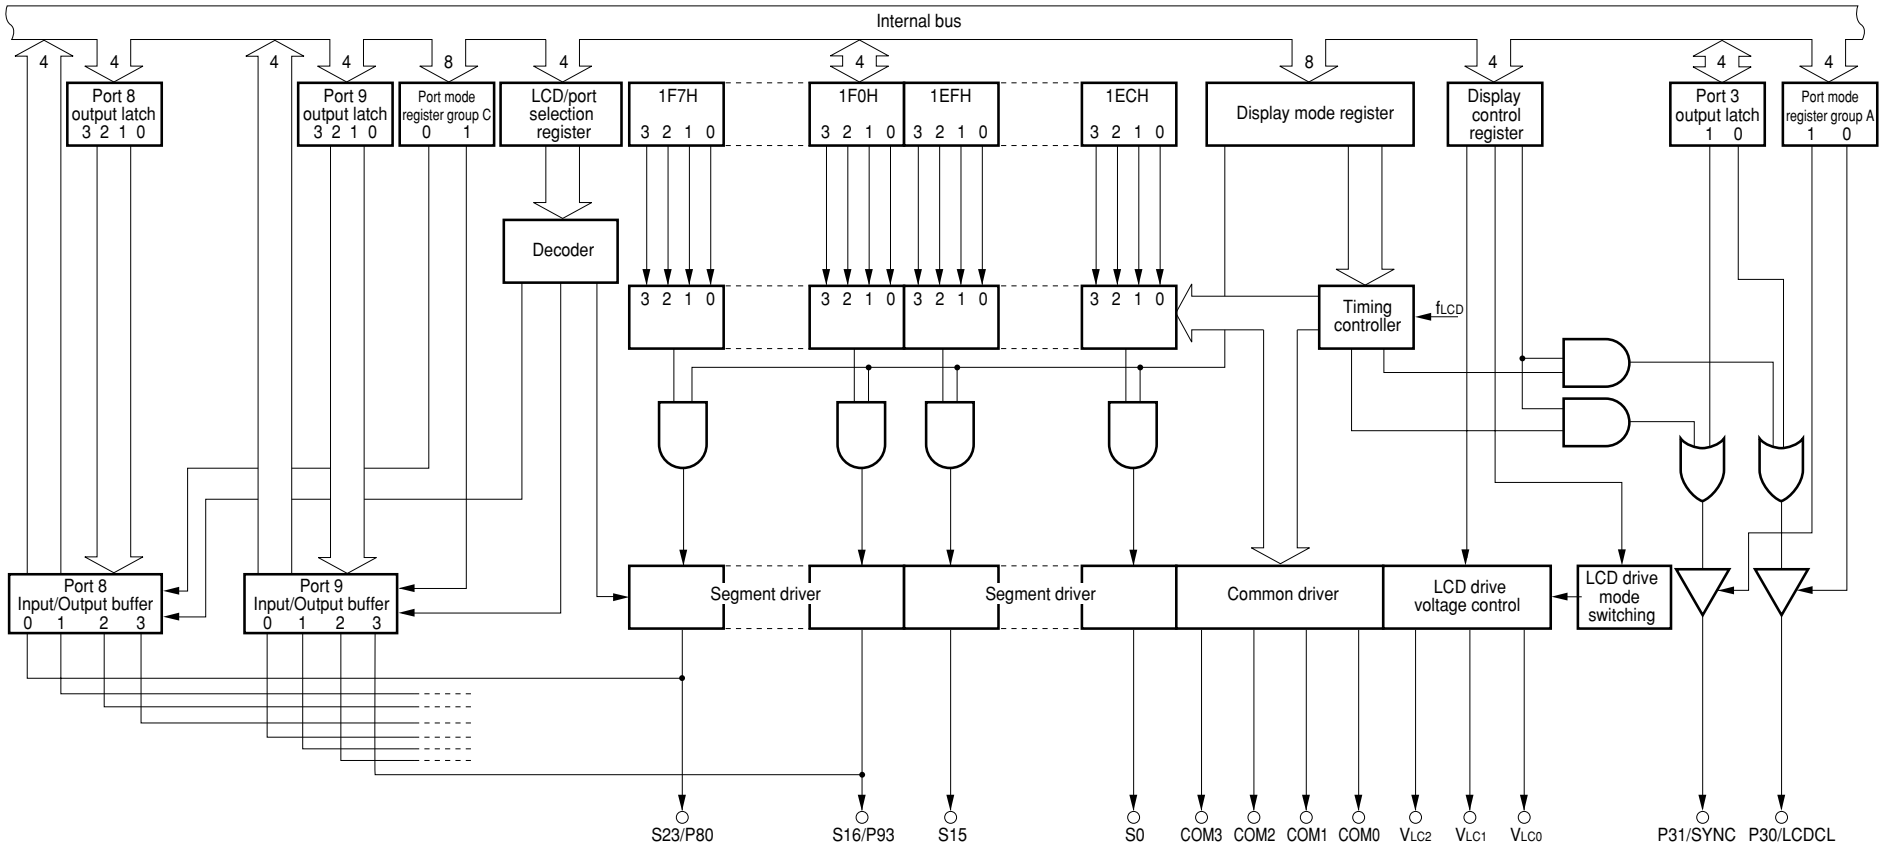 Internal bus
4 4 4 4 8 4 4 8 4 4 4
Port 8
output latch
3 2 1 0
Port 9
output latch
3 2 1 0
Port mode
register group C
0 1
LCD/port
selection
register
1F7H
3 2 1 0
1F0H
3 2 1 0
1EFH
3 2 1 0
1ECH
3 2 1 0
Display mode register
Display
control
register
Port 3
output latch
1 0
Port mode
register group A
1 0
Decoder
3 2 1 0
3 2 1 0
3 2 1 0
3 2 1 0
Timing
controller
fLCD
Port 8
Input/Output buffer
0 1 2 3
Port 9
Input/Output buffer
0 1 2 3
Segment driver
Segment driver
Common driver
LCD drive
voltage control
LCD drive
mode
switching
S23/P80
S16/P93
S15
S0
COM3
COM2
COM1
COM0
VLC2
VLC1
VLC0
P31/SYNC
P30/LCDCL